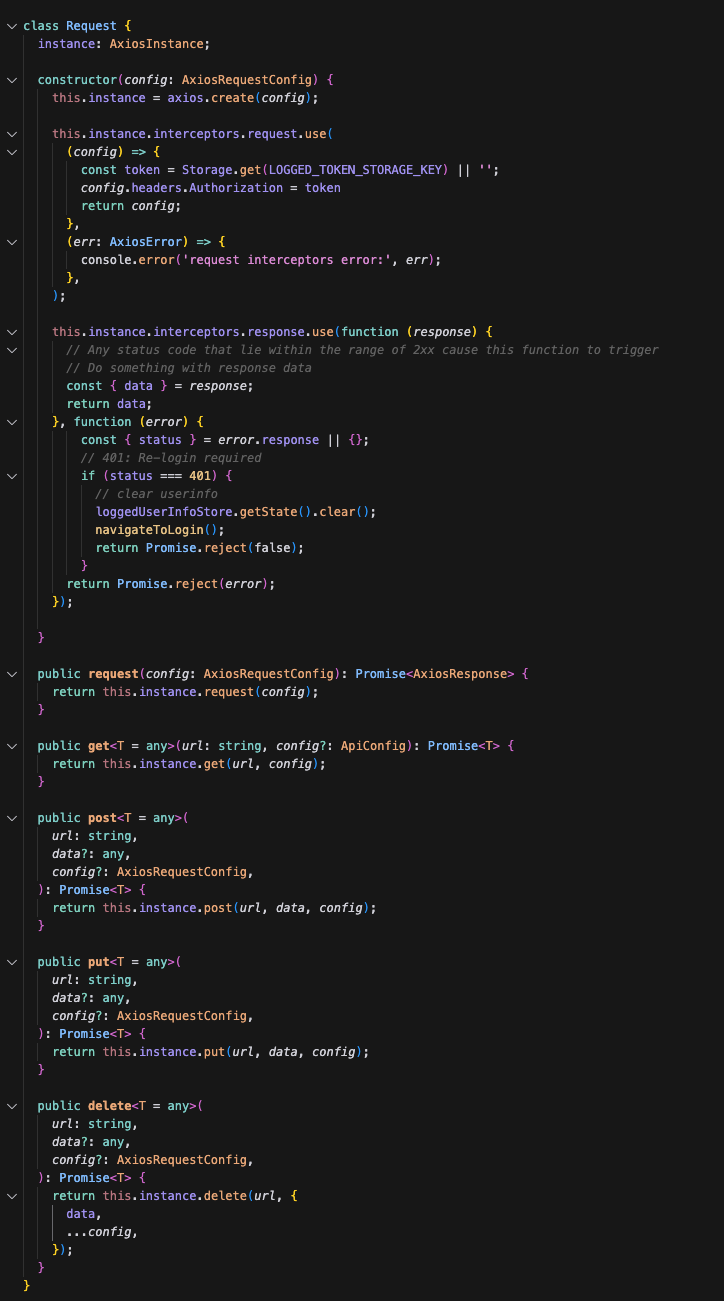 class Request {
  instance: AxiosInstance;

  constructor(config: AxiosRequestConfig) {
    this.instance = axios.create(config);

    this.instance.interceptors.request.use(
      (config) => {
        const token = Storage.get(LOGGED_TOKEN_STORAGE_KEY) || '';
        config.headers.Authorization = token
        return config;
      },
      (err: AxiosError) => {
        console.error('request interceptors error:', err);
      },
    );

    this.instance.interceptors.response.use(function (response) {
      // Any status code that lie within the range of 2xx cause this function to trigger
      // Do something with response data
      const { data } = response;
      return data;
    }, function (error) {
        const { status } = error.response || {};
        // 401: Re-login required
        if (status === 401) {
          // clear userinfo
          loggedUserInfoStore.getState().clear();
          navigateToLogin();
          return Promise.reject(false);
        }
      return Promise.reject(error);
    });

  }

  public request(config: AxiosRequestConfig): Promise<AxiosResponse> {
    return this.instance.request(config);
  }

  public get<T = any>(url: string, config?: ApiConfig): Promise<T> {
    return this.instance.get(url, config);
  }

  public post<T = any>(
    url: string,
    data?: any,
    config?: AxiosRequestConfig,
  ): Promise<T> {
    return this.instance.post(url, data, config);
  }

  public put<T = any>(
    url: string,
    data?: any,
    config?: AxiosRequestConfig,
  ): Promise<T> {
    return this.instance.put(url, data, config);
  }

  public delete<T = any>(
    url: string,
    data?: any,
    config?: AxiosRequestConfig,
  ): Promise<T> {
    return this.instance.delete(url, {
      data,
      ...config,
    });
  }
}